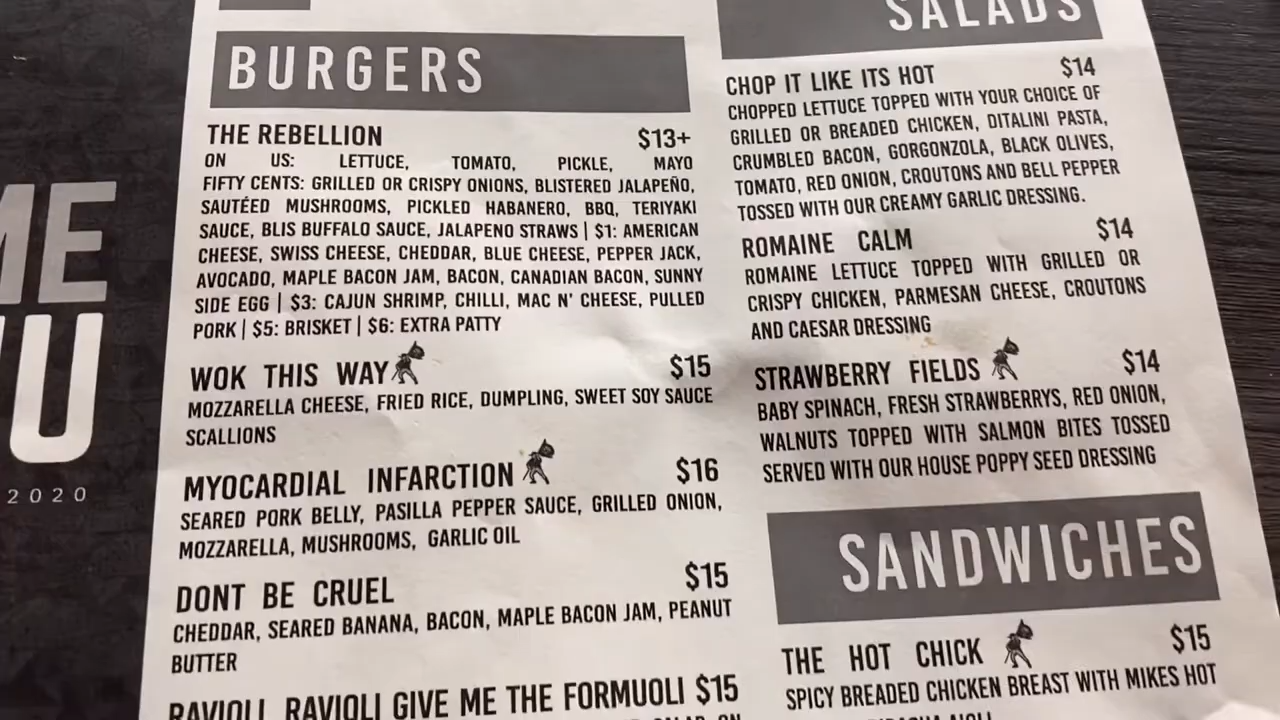 ME
NU
2020
BURGERS
THE REBELLION $13+
ON US: LETTUCE, TOMATO, PICKLE, MAYO
FIFTY CENTS: GRILLED OR CRISPY ONIONS, BLISTERED JALAPEÑO,
SAUTÉED MUSHROOMS, PICKLED HABANERO, BBQ, TERIYAKI
SAUCE, BLIS BUFFALO SAUCE, JALAPENO STRAWS | $1: AMERICAN
CHEESE, SWISS CHEESE, CHEDDAR, BLUE CHEESE, PEPPER JACK,
AVOCADO, MAPLE BACON JAM, BACON, CANADIAN BACON, SUNNY
SIDE EGG | $3: CAJUN SHRIMP, CHILLI, MAC N' CHEESE, PULLED
PORK | $5: BRISKET | $6: EXTRA PATTY
WOK THIS WAY $15
MOZZARELLA CHEESE, FRIED RICE, DUMPLING, SWEET SOY SAUCE
SCALLIONS
MYOCARDIAL INFARCTION $16
SEARED PORK BELLY, PASILLA PEPPER SAUCE, GRILLED ONION,
MOZZARELLA, MUSHROOMS, GARLIC OIL
DONT BE CRUEL $15
CHEDDAR, SEARED BANANA, BACON, MAPLE BACON JAM, PEANUT
BUTTER
RAVIOLI, RAVIOLI GIVE ME THE FORMUOLI $15
SALADS
CHOP IT LIKE ITS HOT $14
CHOPPED LETTUCE TOPPED WITH YOUR CHOICE OF
GRILLED OR BREADED CHICKEN, DITALINI PASTA,
CRUMBLED BACON, GORGONZOLA, BLACK OLIVES,
TOMATO, RED ONION, CROUTONS AND BELL PEPPER
TOSSED WITH OUR CREAMY GARLIC DRESSING.
ROMAINE CALM $14
ROMAINE LETTUCE TOPPED WITH GRILLED OR
CRISPY CHICKEN, PARMESAN CHEESE, CROUTONS
AND CAESAR DRESSING
STRAWBERRY FIELDS $14
BABY SPINACH, FRESH STRAWBERRYS, RED ONION,
WALNUTS TOPPED WITH SALMON BITES TOSSED
SERVED WITH OUR HOUSE POPPY SEED DRESSING
SANDWICHES
THE HOT CHICK $15
SPICY BREADED CHICKEN BREAST WITH MIKES HOT